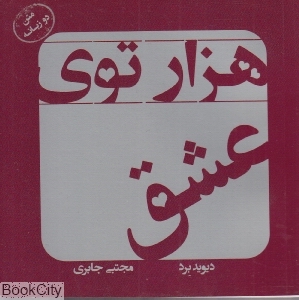 متن
دو زبانه
هزار توی
عشق
دیوید برد
مجتبی جابری
BookCity.